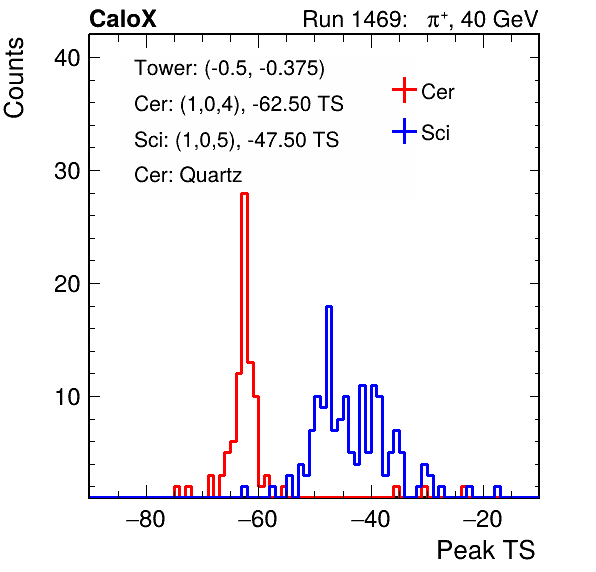 CaloX Run 1469: π⁺, 40 GeV
Counts
40
30
20
10
Tower: (-0.5, -0.375)
Cer: (1,0,4), -62.50 TS
Sci: (1,0,5), -47.50 TS
Cer: Quartz
Cer
Sci
−80 −60 −40 −20
Peak TS